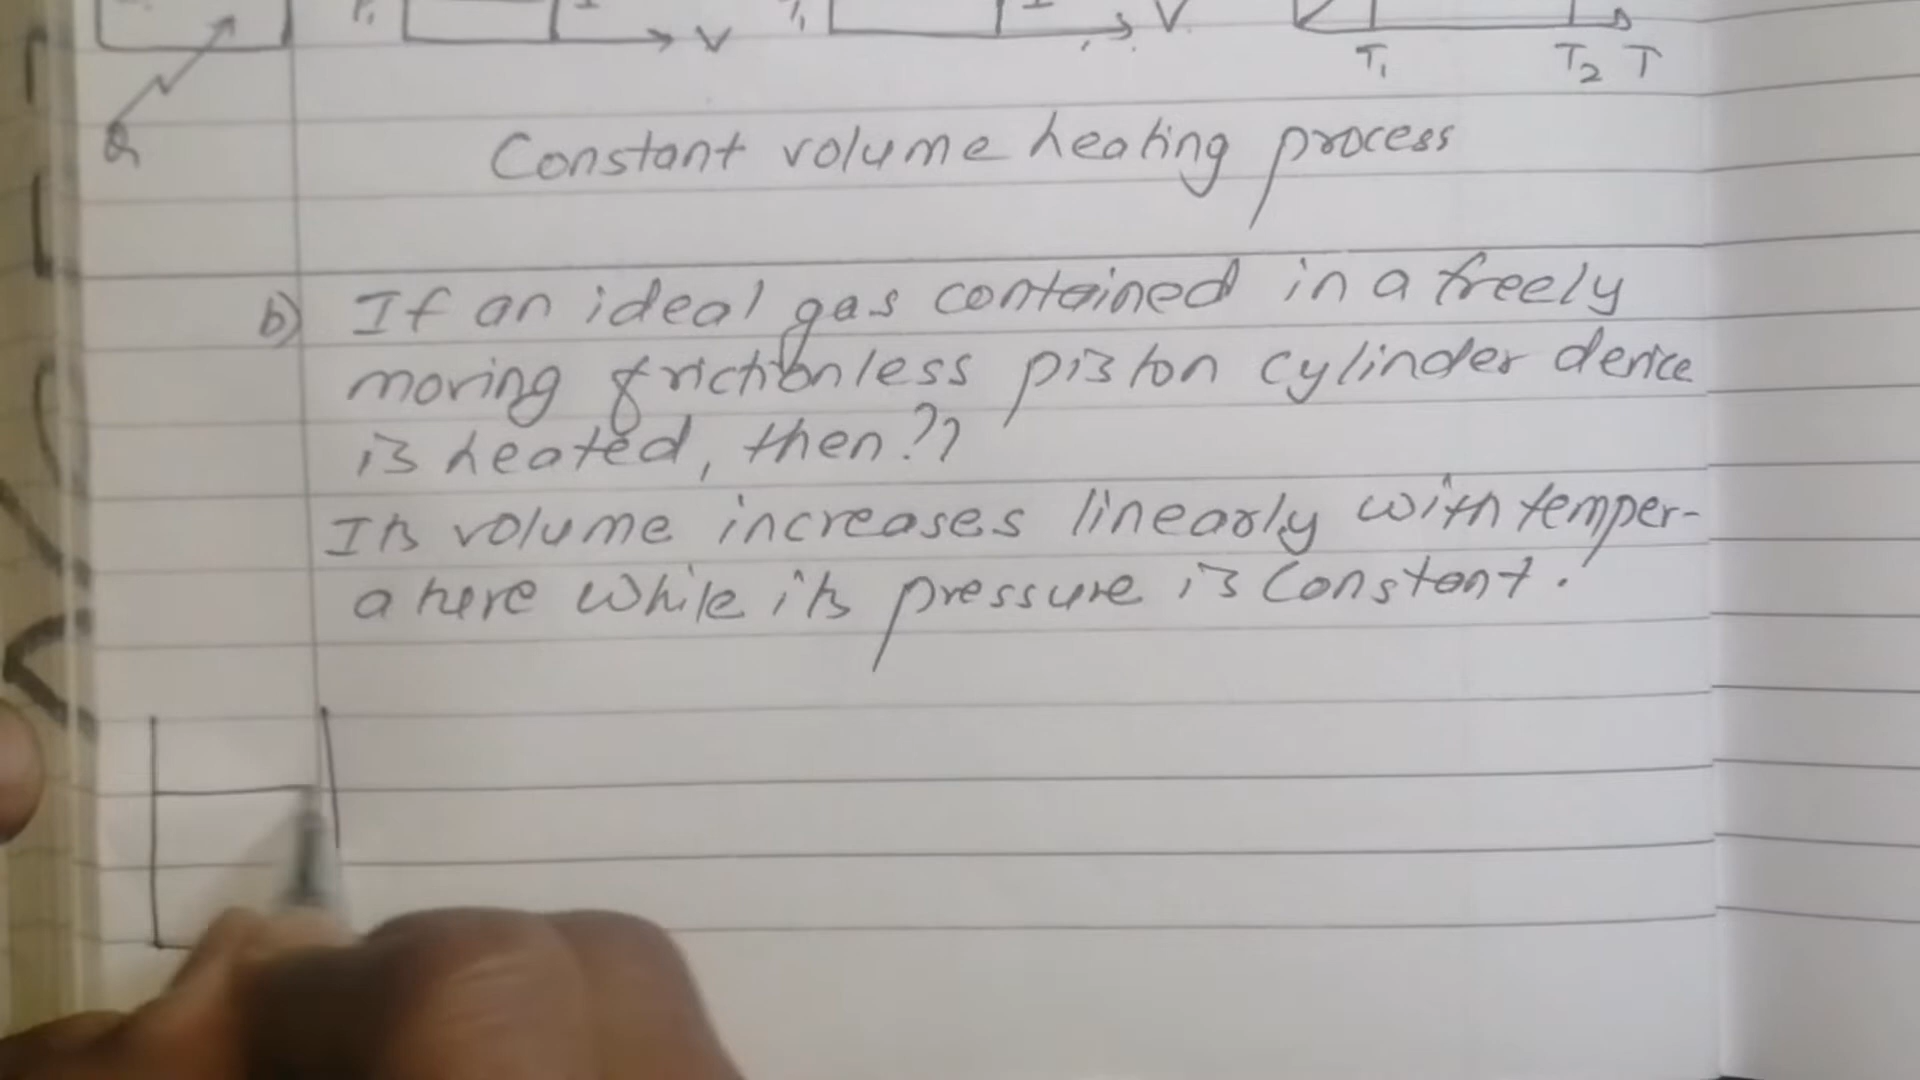 V V
T₁ T₂ T
Q
Constant volume heating process
b) If an ideal gas contained in a freely
moving frictionless piston cylinder device
is heated, then??
Its volume increases linearly with temper-
ature while its pressure is constant.